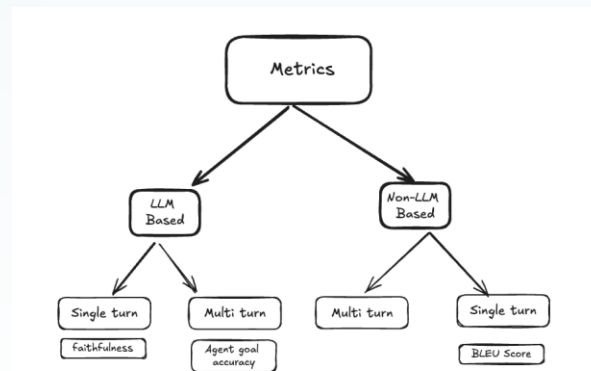 Metrics
LLM
Based
Non-LLM
Based
Single turn
Multi turn
Multi turn
Single turn
faithfulness
Agent goal
accuracy
BLEU Score